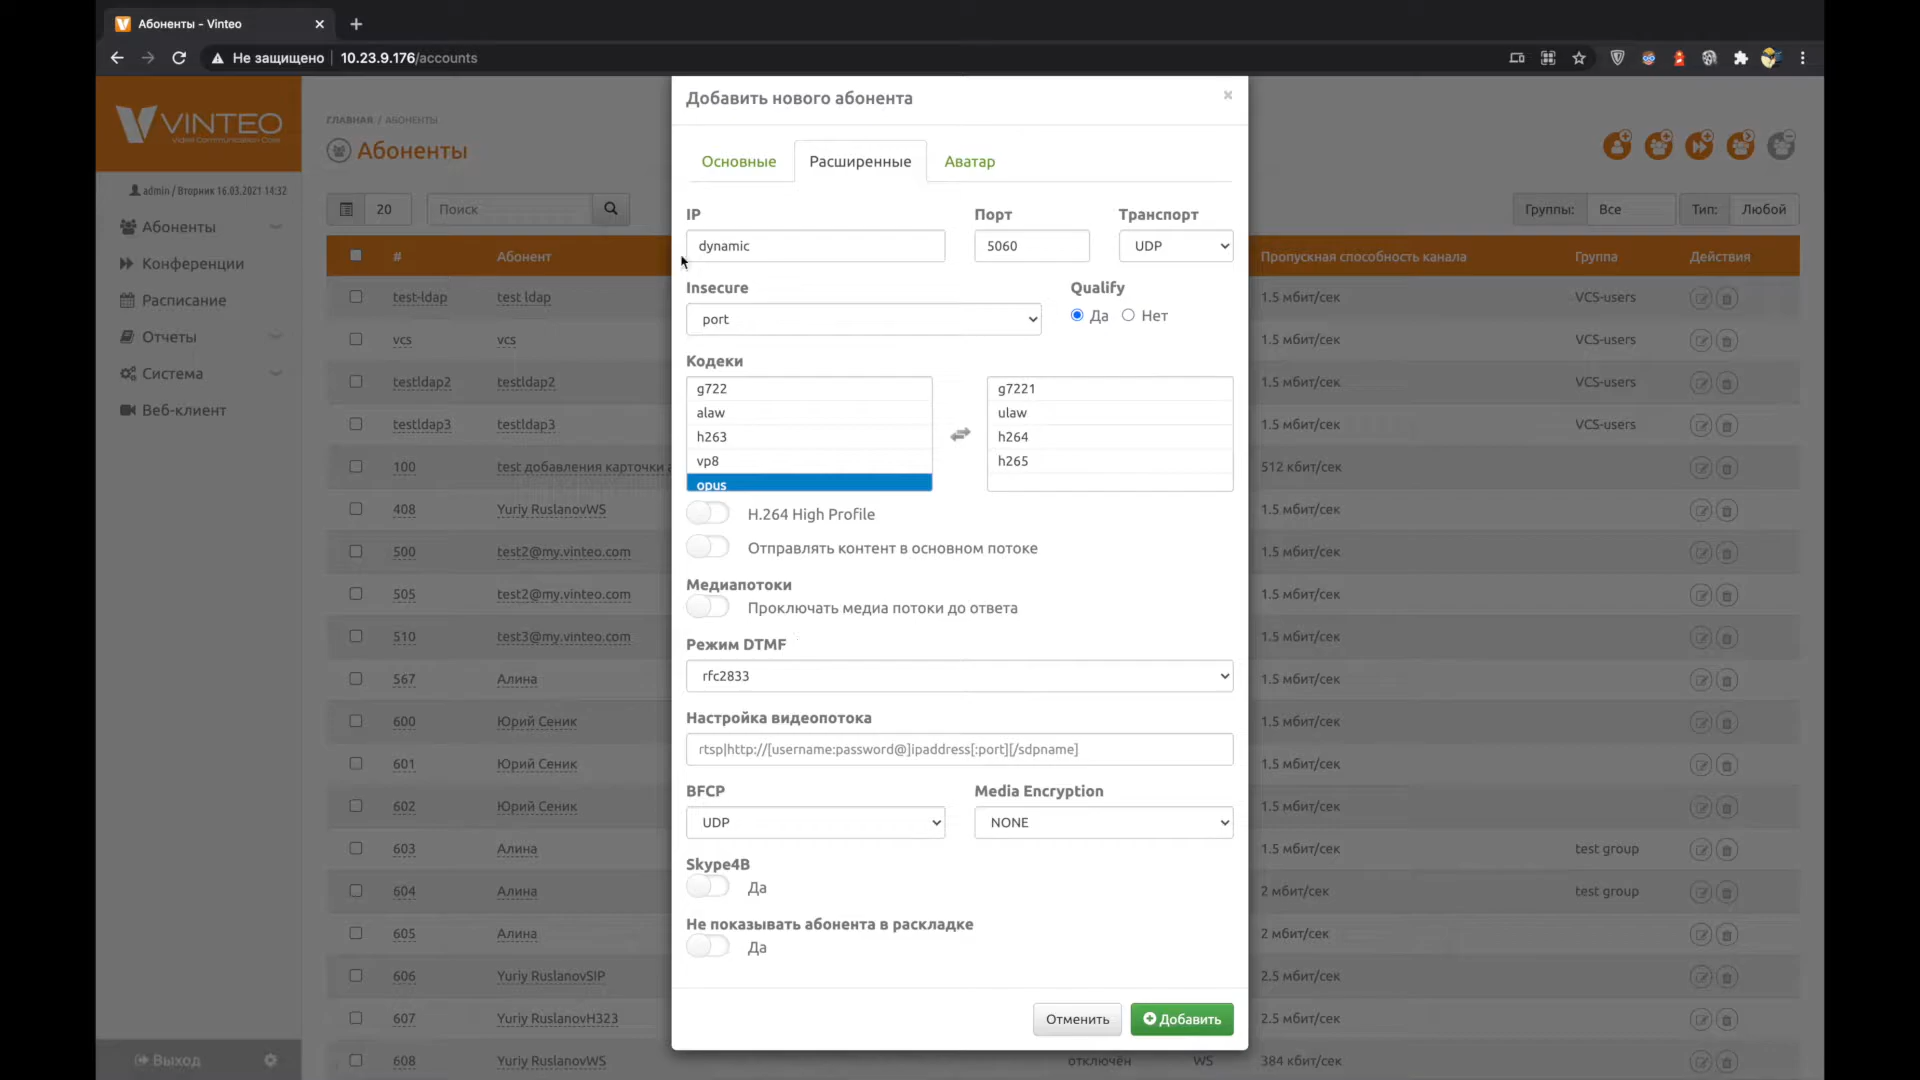 Абоненты - Vinteo
Не защищено
10.23.9.176/accounts
VINTEO
Video Communication Core
ГЛАВНАЯ / АБОНЕНТЫ
Абоненты
admin / Вторник 16.03.2021 14:32
Абоненты
Конференции
Расписание
Отчеты
Система
Веб-клиент
Выход
20
Поиск
Группы:
Все
Тип:
Любой
#
Абонент
Пропускная способность канала
Группа
Действия
test-ldap
test ldap
1.5 мбит/сек
VCS-users
vcs
vcs
1.5 мбит/сек
VCS-users
testldap2
testldap2
1.5 мбит/сек
VCS-users
testldap3
testldap3
1.5 мбит/сек
VCS-users
100
test добавления карточки а
512 кбит/сек
408
Yuriy RuslanovWS
1.5 мбит/сек
500
test2@my.vinteo.com
1.5 мбит/сек
505
test2@my.vinteo.com
1.5 мбит/сек
510
test3@my.vinteo.com
1.5 мбит/сек
567
Алина
1.5 мбит/сек
600
Юрий Сеник
1.5 мбит/сек
601
Юрий Сеник
1.5 мбит/сек
602
Юрий Сеник
1.5 мбит/сек
603
Алина
1.5 мбит/сек
test group
604
Алина
2 мбит/сек
test group
605
Алина
2 мбит/сек
606
Yuriy RuslanovSIP
2.5 мбит/сек
607
Yuriy RuslanovH323
2.5 мбит/сек
608
Yuriy RuslanovWS
отключён
WS
384 кбит/сек
Добавить нового абонента
Основные
Расширенные
Аватар
IP
Порт
Транспорт
dynamic
5060
UDP
Insecure
Qualify
port
Да
Нет
Кодеки
g722
alaw
h263
vp8
opus
g7221
ulaw
h264
h265
H.264 High Profile
Отправлять контент в основном потоке
Медиапотоки
Проключать медиа потоки до ответа
Режим DTMF
rfc2833
Настройка видеопотока
rtsp|http://[username:password@]ipaddress[:port][/sdpname]
BFCP
Media Encryption
UDP
NONE
Skype4B
Да
Не показывать абонента в раскладке
Да
Отменить
Добавить